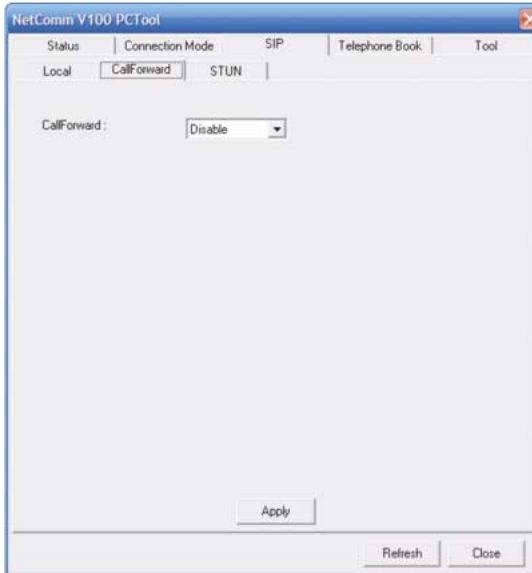 NetComm V100 PCTool
Status Connection Mode SIP Telephone Book Tool
Local CallForward STUN
CallForward : Disable
Apply
Refresh Close